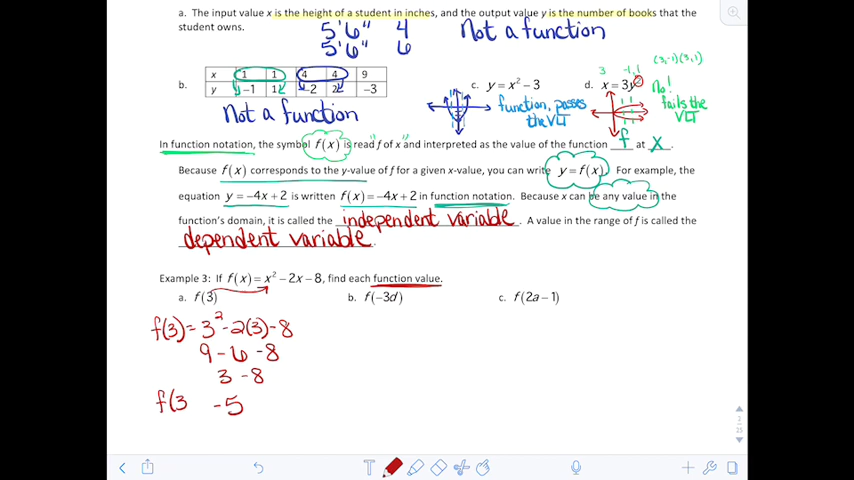 a. The input value x is the height of a student in inches, and the output value y is the number of books that the
student owns.
5'6" 4
5'6" 6
Not a function
b.
x 1 1 4 4 9
y −1 1 −2 2 −3
Not a function
c. y = x² − 3
function, passes
the VLT
d. x = 3y²
3 -1, 1
(3,-1)(3,1)
No!
fails the
VLT
In function notation, the symbol f(x) is read "f of x" and interpreted as the value of the function f at x.
Because f(x) corresponds to the y-value of f for a given x-value, you can write y = f(x). For example, the
equation y = −4x + 2 is written f(x) = −4x + 2 in function notation. Because x can be any value in the
function's domain, it is called the independent variable. A value in the range of f is called the
dependent variable.
Example 3: If f(x) = x² − 2x − 8, find each function value.
a. f(3) b. f(−3d) c. f(2a − 1)
f(3) = 3² - 2(3) - 8
9 - 6 - 8
3 - 8
f(3 -5